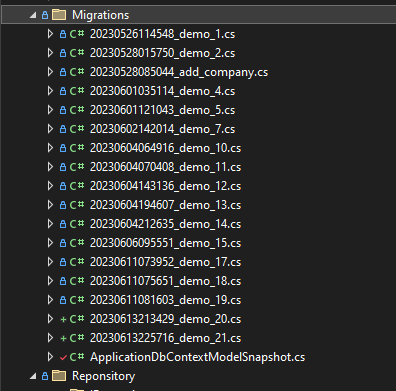 Migrations
C# 20230526114548_demo_1.cs
C# 20230528015750_demo_2.cs
C# 20230528085044_add_company.cs
C# 20230601035114_demo_4.cs
C# 20230601121043_demo_5.cs
C# 20230602142014_demo_7.cs
C# 20230604064916_demo_10.cs
C# 20230604070408_demo_11.cs
C# 20230604143136_demo_12.cs
C# 20230604194607_demo_13.cs
C# 20230604212635_demo_14.cs
C# 20230606095551_demo_15.cs
C# 20230611073952_demo_17.cs
C# 20230611075651_demo_18.cs
C# 20230611081603_demo_19.cs
+ C# 20230613213429_demo_20.cs
+ C# 20230613225716_demo_21.cs
C# ApplicationDbContextModelSnapshot.cs
Reponsitory